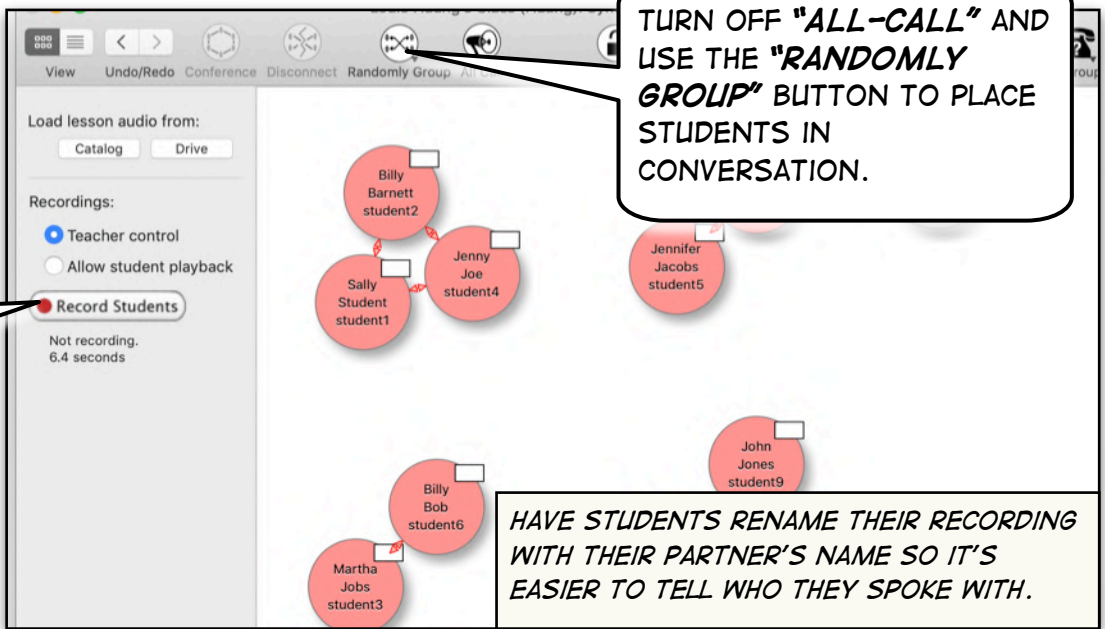 TURN OFF "ALL-CALL" AND
USE THE "RANDOMLY
GROUP" BUTTON TO PLACE
STUDENTS IN
CONVERSATION.
View Undo/Redo Conference Disconnect Randomly Group All
Load lesson audio from:
Catalog Drive
Recordings:
Teacher control
Allow student playback
Record Students
Not recording.
6.4 seconds
Billy
Barnett
student2
Jenny
Joe
student4
Sally
Student
student1
Jennifer
Jacobs
student5
John
Jones
student9
Billy
Bob
student6
Martha
Jobs
student3
HAVE STUDENTS RENAME THEIR RECORDING
WITH THEIR PARTNER'S NAME SO IT'S
EASIER TO TELL WHO THEY SPOKE WITH.